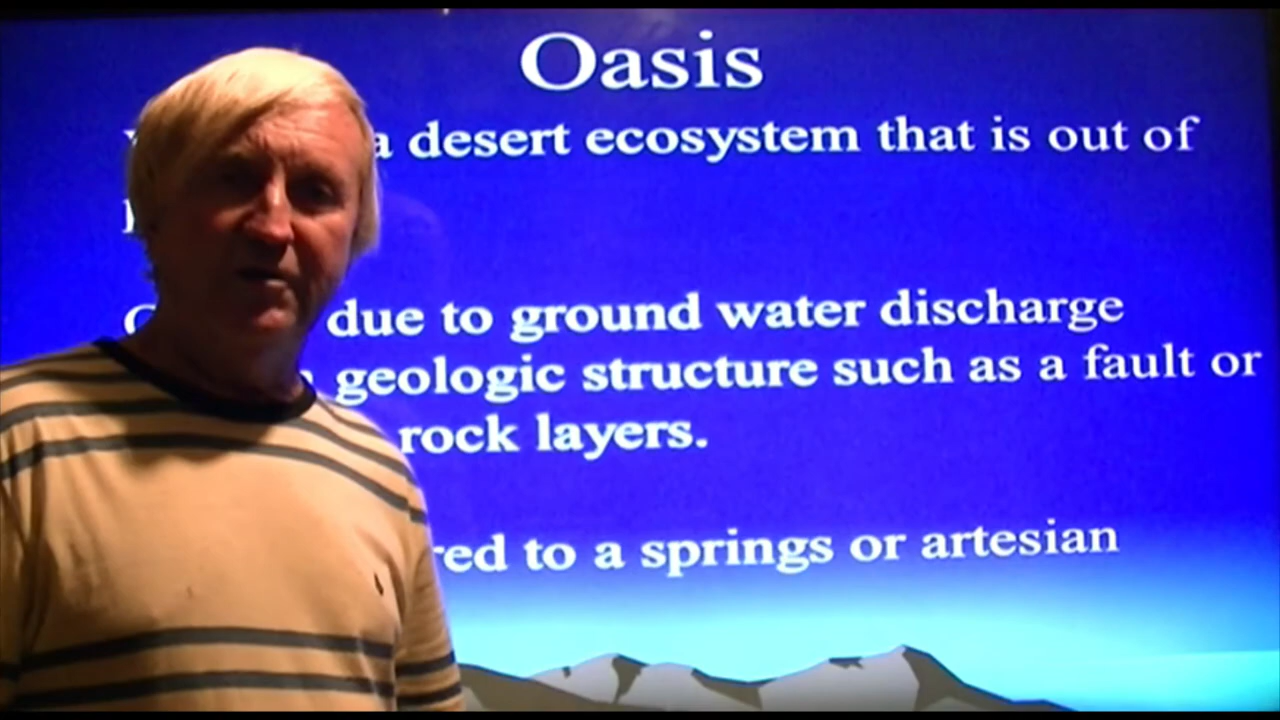 Oasis
a desert ecosystem that is out of
due to ground water discharge
geologic structure such as a fault or
rock layers.
to a springs or artesian